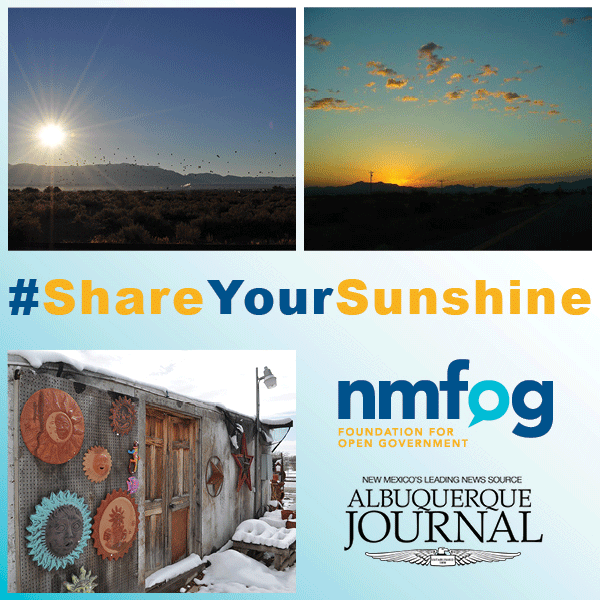 #ShareYourSunshine
nmfog
FOUNDATION FOR
OPEN GOVERNMENT
NEW MEXICO'S LEADING NEWS SOURCE
ALBUQUERQUE
JOURNAL